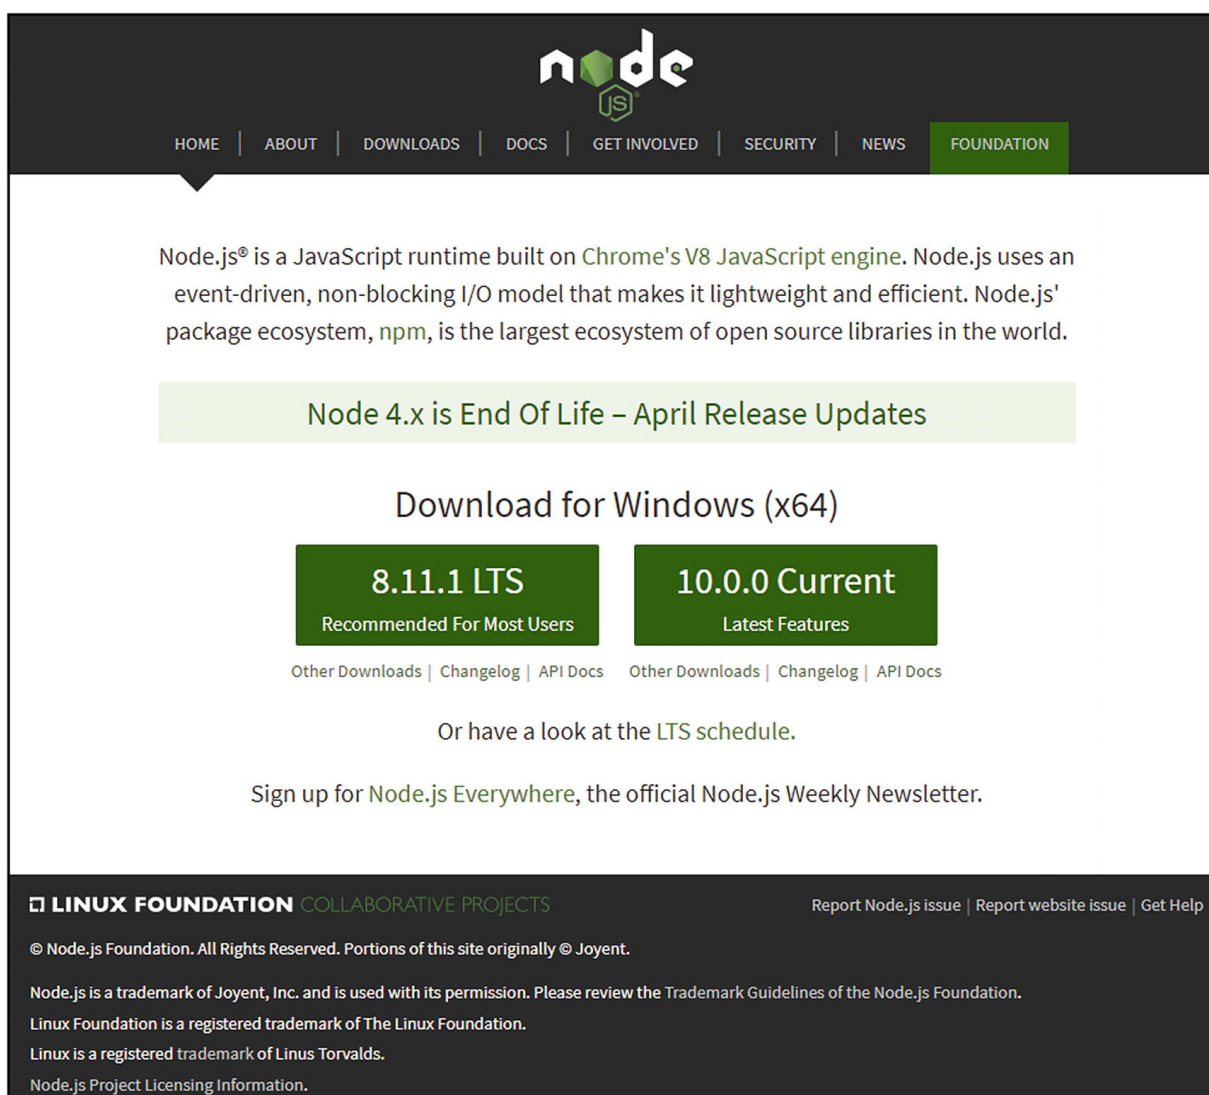 node
JS
HOME | ABOUT | DOWNLOADS | DOCS | GET INVOLVED | SECURITY | NEWS FOUNDATION
Node.js® is a JavaScript runtime built on Chrome's V8 JavaScript engine. Node.js uses an
event-driven, non-blocking I/O model that makes it lightweight and efficient. Node.js'
package ecosystem, npm, is the largest ecosystem of open source libraries in the world.
Node 4.x is End Of Life – April Release Updates
Download for Windows (x64)
8.11.1 LTS
Recommended For Most Users
10.0.0 Current
Latest Features
Other Downloads | Changelog | API Docs
Other Downloads | Changelog | API Docs
Or have a look at the LTS schedule.
Sign up for Node.js Everywhere, the official Node.js Weekly Newsletter.
LINUX FOUNDATION COLLABORATIVE PROJECTS
Report Node.js issue | Report website issue | Get Help
© Node.js Foundation. All Rights Reserved. Portions of this site originally © Joyent.
Node.js is a trademark of Joyent, Inc. and is used with its permission. Please review the Trademark Guidelines of the Node.js Foundation.
Linux Foundation is a registered trademark of The Linux Foundation.
Linux is a registered trademark of Linus Torvalds.
Node.js Project Licensing Information.